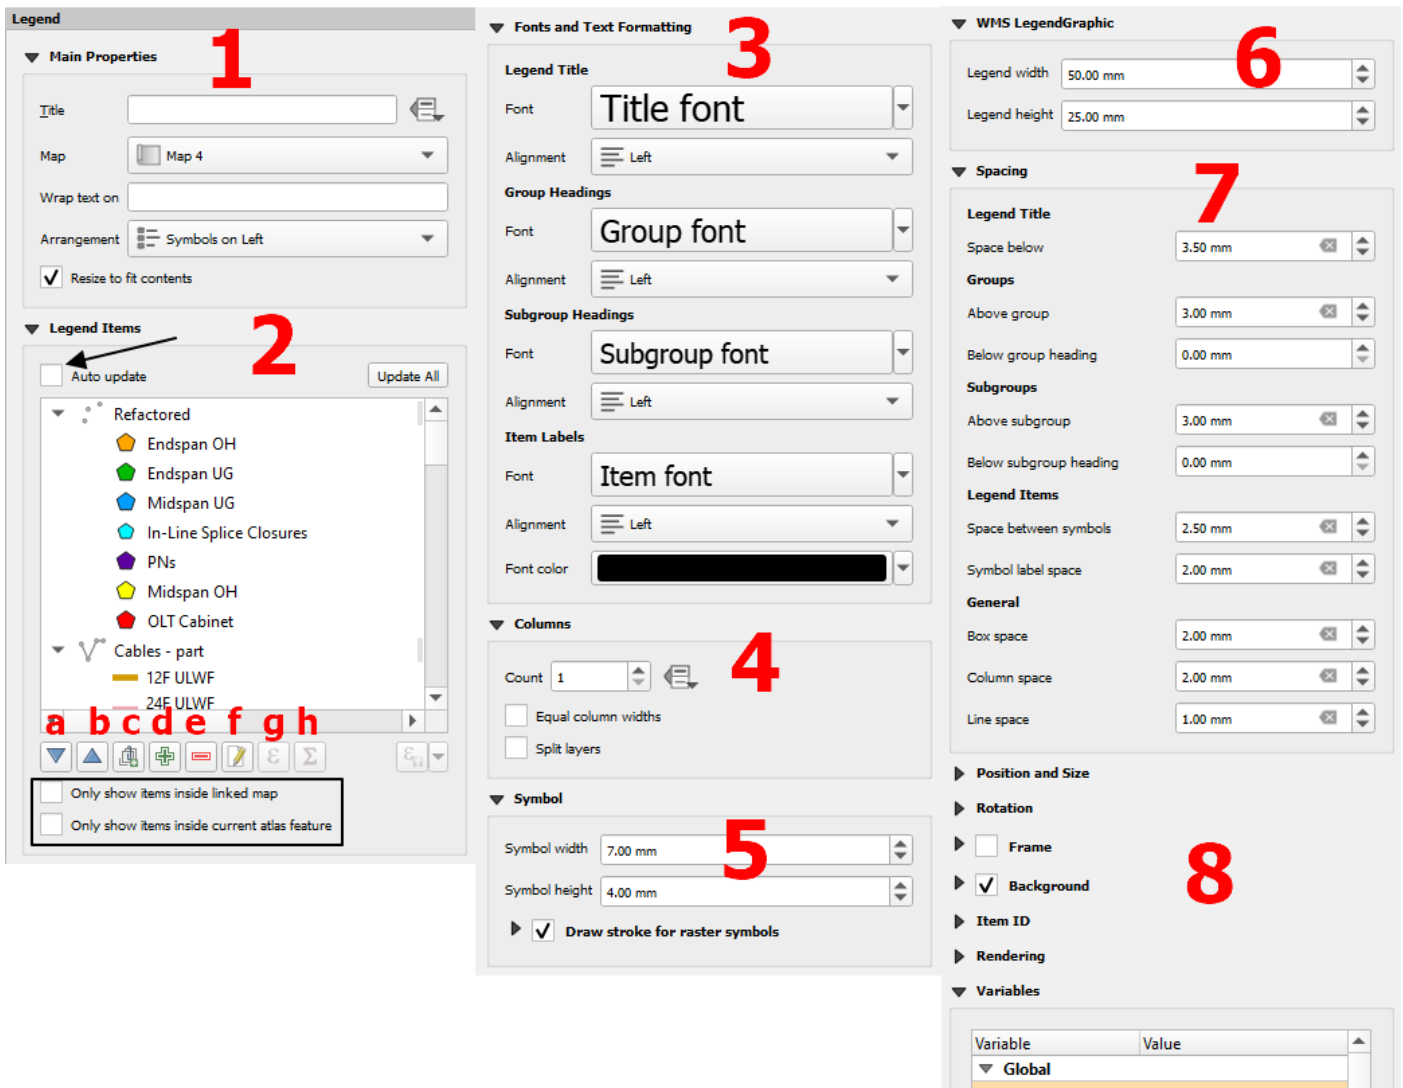 Legend
1
Main Properties
Title
Map
Map 4
Wrap text on
Arrangement
Symbols on Left
Resize to fit contents
2
Legend Items
Auto update
Update All
Refactored
Endspan OH
Endspan UG
Midspan UG
In-Line Splice Closures
PNs
Midspan OH
OLT Cabinet
Cables - part
12F ULWF
24F ULWF
a b c d e f g h
ε Σ ε
Only show items inside linked map
Only show items inside current atlas feature
Fonts and Text Formatting
3
Legend Title
Font
Title font
Alignment
Left
Group Headings
Font
Group font
Alignment
Left
Subgroup Headings
Font
Subgroup font
Alignment
Left
Item Labels
Font
Item font
Alignment
Left
Font color
Columns
4
Count
1
Equal column widths
Split layers
Symbol
5
Symbol width
7.00 mm
Symbol height
4.00 mm
Draw stroke for raster symbols
WMS LegendGraphic
6
Legend width
50.00 mm
Legend height
25.00 mm
Spacing
7
Legend Title
Space below
3.50 mm
Groups
Above group
3.00 mm
Below group heading
0.00 mm
Subgroups
Above subgroup
3.00 mm
Below subgroup heading
0.00 mm
Legend Items
Space between symbols
2.50 mm
Symbol label space
2.00 mm
General
Box space
2.00 mm
Column space
2.00 mm
Line space
1.00 mm
Position and Size
Rotation
Frame
8
Background
Item ID
Rendering
Variables
Variable Value
Global